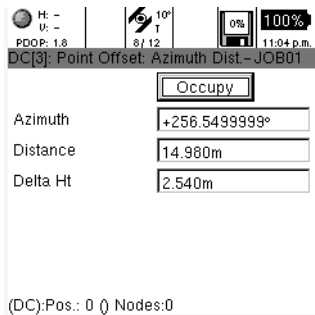 H: – 10° 0% 100%
V: – T
PDOP: 1.8 8/ 12 11:04 p.m.
DC[3]: Point Offset: Azimuth Dist.–JOB01
Occupy
Azimuth +256.5499999º
Distance 14.980m
Delta Ht 2.540m
(DC):Pos.: 0 () Nodes:0